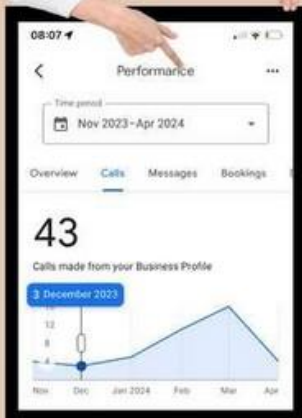 08:07
Performance
Time period
Nov 2023–Apr 2024
Overview Calls Messages Bookings
43
Calls made from your Business Profile
3 December 2023
12
8
4
Nov Dec Jan 2024 Feb Mar Apr